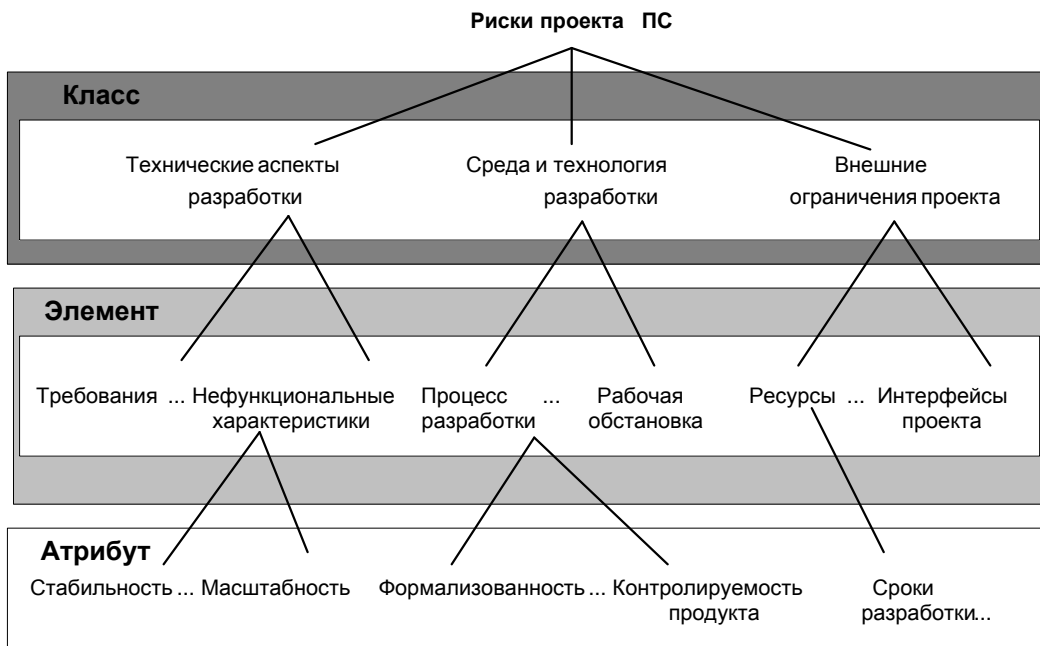 Риски проекта ПС
Класс
Технические аспекты разработки
Среда и технология разработки
Внешние ограничения проекта
Элемент
Требования ... Нефункциональные характеристики
Процесс разработки ... Рабочая обстановка
Ресурсы ... Интерфейсы проекта
Атрибут
Стабильность ... Масштабность
Формализованность ... Контролируемость продукта
Сроки разработки...